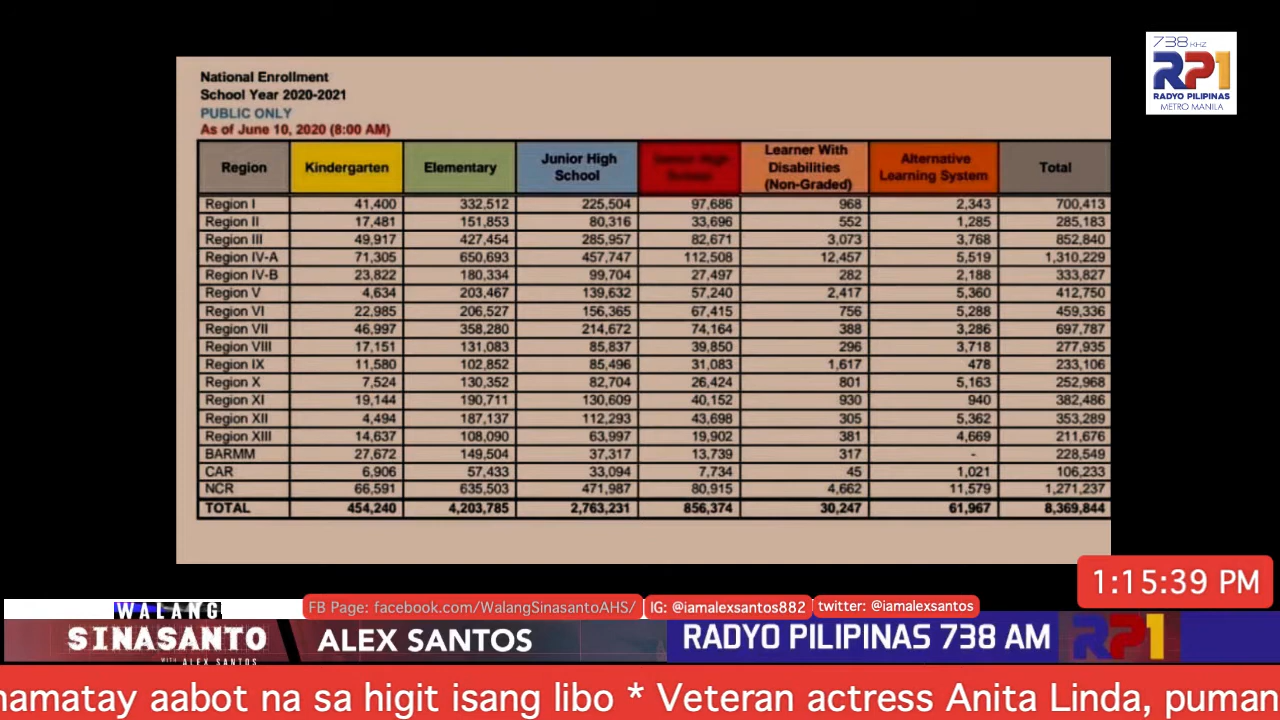 738 KHZ
RP1
RADYO PILIPINAS
METRO MANILA
National Enrollment
School Year 2020-2021
PUBLIC ONLY
As of June 10, 2020 (8:00 AM)
Region Kindergarten Elementary Junior High School Learner With Disabilities (Non-Graded) Alternative Learning System Total
Region I 41,400 332,512 225,504 97,686 968 2,343 700,413
Region II 17,481 151,853 80,316 33,696 552 1,285 285,183
Region III 49,917 427,454 285,957 82,671 3,073 3,768 852,840
Region IV-A 71,305 650,693 457,747 112,508 12,457 5,519 1,310,229
Region IV-B 23,822 180,334 99,704 27,497 282 2,188 333,827
Region V 4,634 203,467 139,632 57,240 2,417 5,360 412,750
Region VI 22,985 206,527 156,365 67,415 756 5,288 459,336
Region VII 46,997 358,280 214,672 74,164 388 3,286 697,787
Region VIII 17,151 131,083 85,837 39,850 296 3,718 277,935
Region IX 11,580 102,852 85,496 31,083 1,617 478 233,106
Region X 7,524 130,352 82,704 26,424 801 5,163 252,968
Region XI 19,144 190,711 130,609 40,152 930 940 382,486
Region XII 4,494 187,137 112,293 43,698 305 5,362 353,289
Region XIII 14,637 108,090 63,997 19,902 381 4,669 211,676
BARMM 27,672 149,504 37,317 13,739 317 - 228,549
CAR 6,906 57,433 33,094 7,734 45 1,021 106,233
NCR 66,591 635,503 471,987 80,915 4,662 11,579 1,271,237
TOTAL 454,240 4,203,785 2,763,231 856,374 30,247 61,967 8,369,844
1:15:39 PM
FB Page: facebook.com/WalangSinasantoAHS/ IG: @iamalexsantos882 twitter: @iamalexsantos
WALANG
SINASANTO
WITH ALEX SANTOS
ALEX SANTOS
RADYO PILIPINAS 738 AM
RP1
namatay aabot na sa higit isang libo * Veteran actress Anita Linda, puman